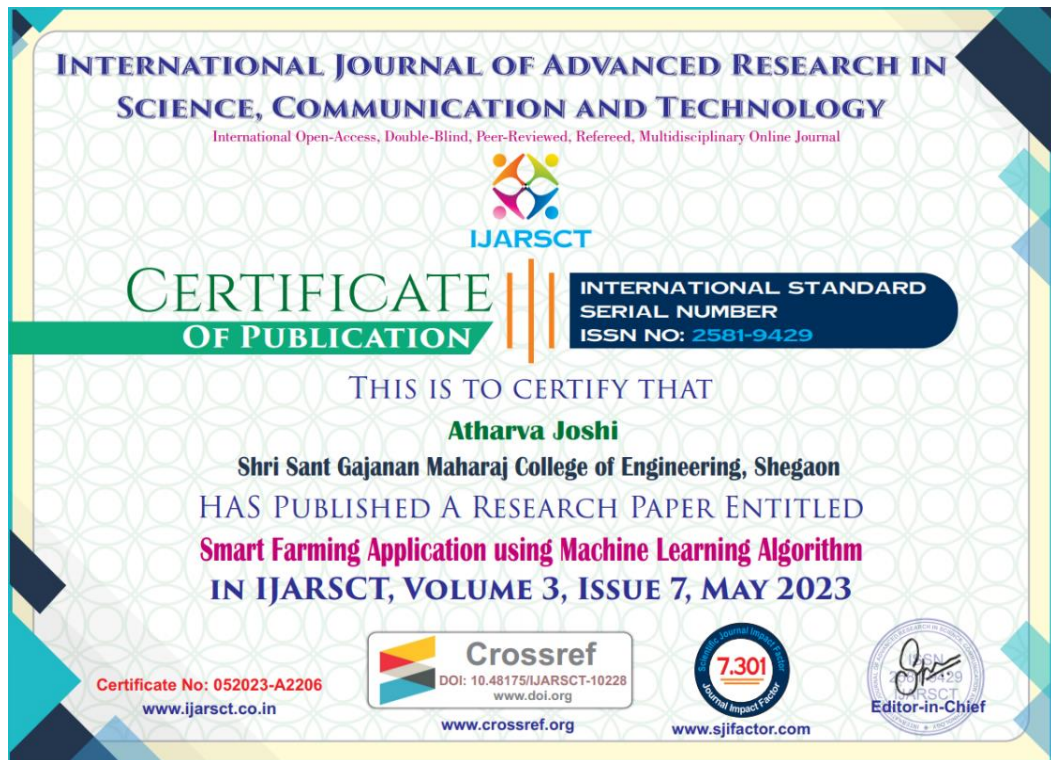 INTERNATIONAL JOURNAL OF ADVANCED RESEARCH IN
SCIENCE, COMMUNICATION AND TECHNOLOGY
International Open-Access, Double-Blind, Peer-Reviewed, Refereed, Multidisciplinary Online Journal
IJARSCT
CERTIFICATE
OF PUBLICATION
INTERNATIONAL STANDARD
SERIAL NUMBER
ISSN NO: 2581-9429
THIS IS TO CERTIFY THAT
Atharva Joshi
Shri Sant Gajanan Maharaj College of Engineering, Shegaon
HAS PUBLISHED A RESEARCH PAPER ENTITLED
Smart Farming Application using Machine Learning Algorithm
IN IJARSCT, VOLUME 3, ISSUE 7, MAY 2023
Certificate No: 052023-A2206
www.ijarsct.co.in
Crossref
DOI: 10.48175/IJARSCT-10228
www.doi.org
www.crossref.org
Scientific Journal Impact Factor
7.301
Journal Impact Factor
www.sjifactor.com
ISSN
IJARSCT
Editor-in-Chief